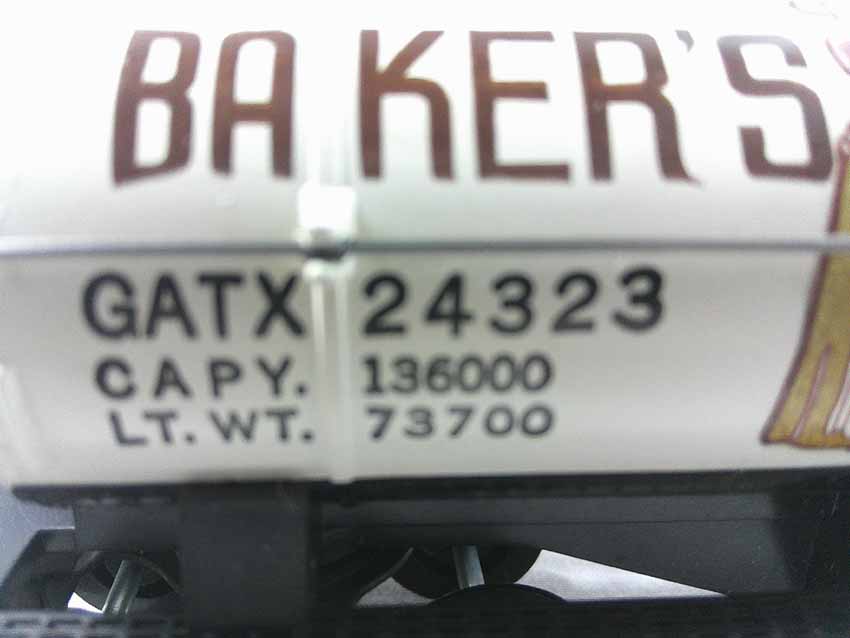 BAKER'S
GATX 24323
CAPY. 136000
LT. WT. 73700